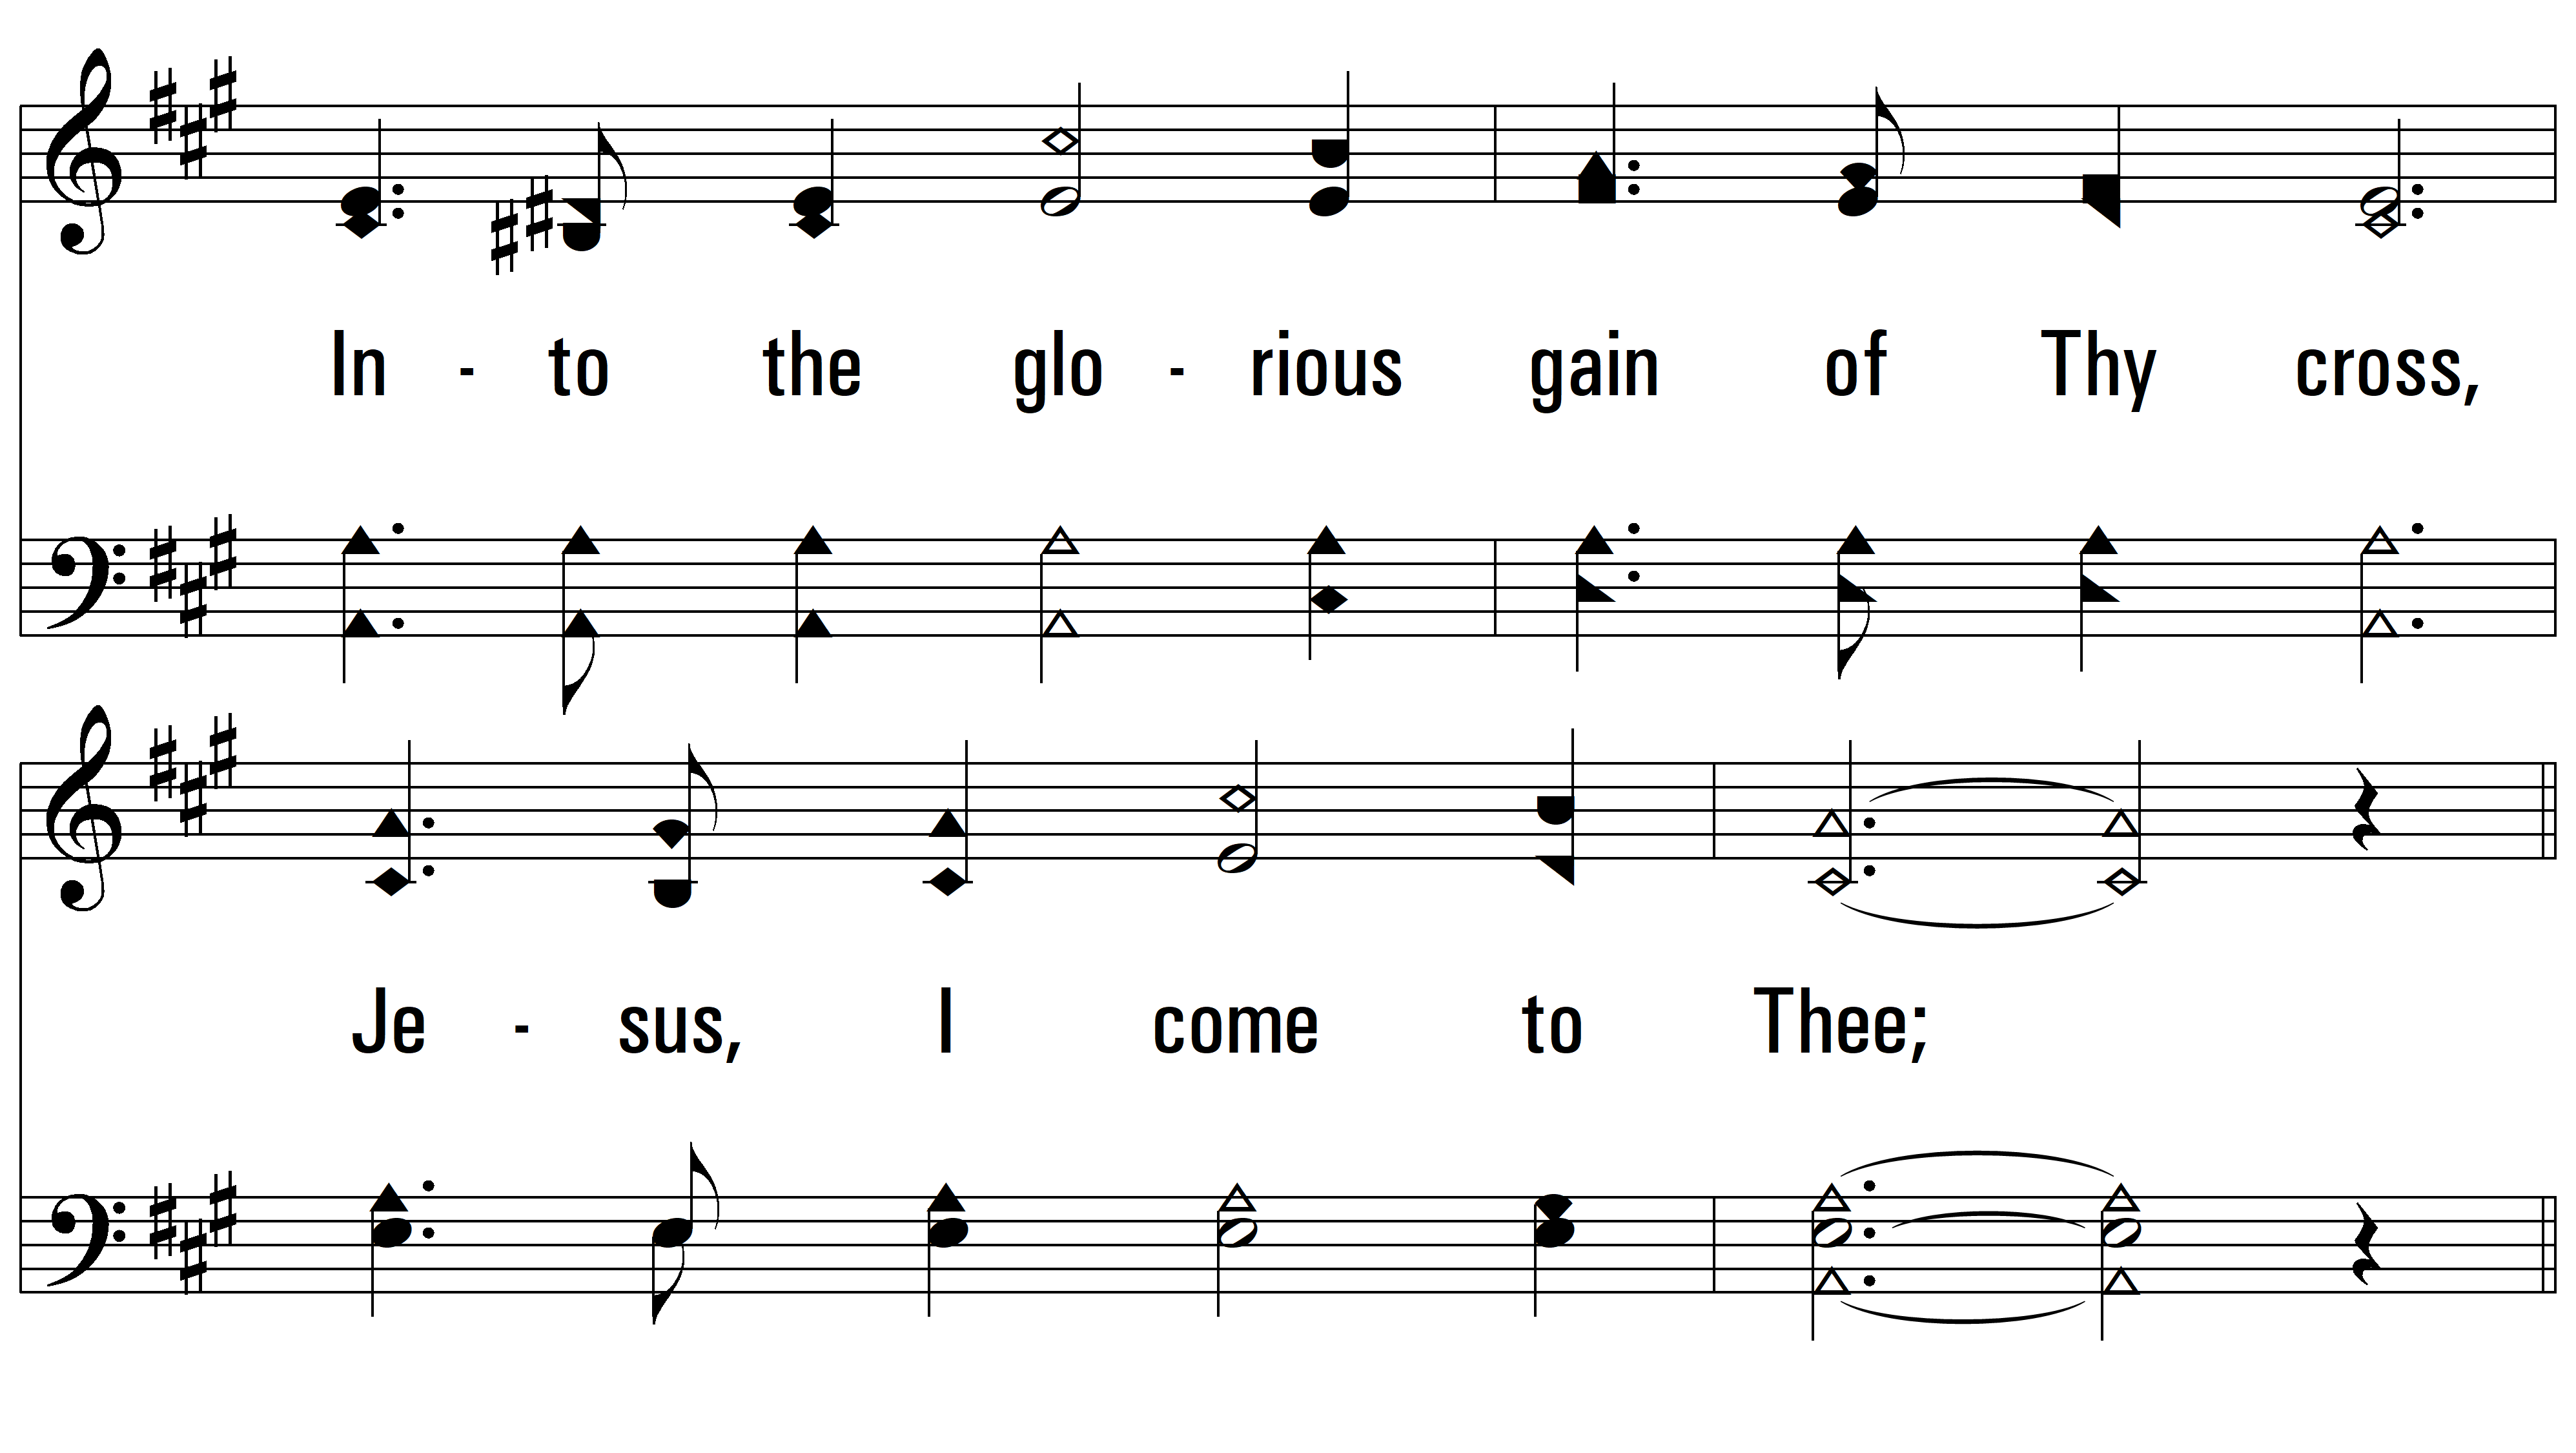 In - to the glo - rious gain of Thy cross,
Je - sus, I come to Thee;